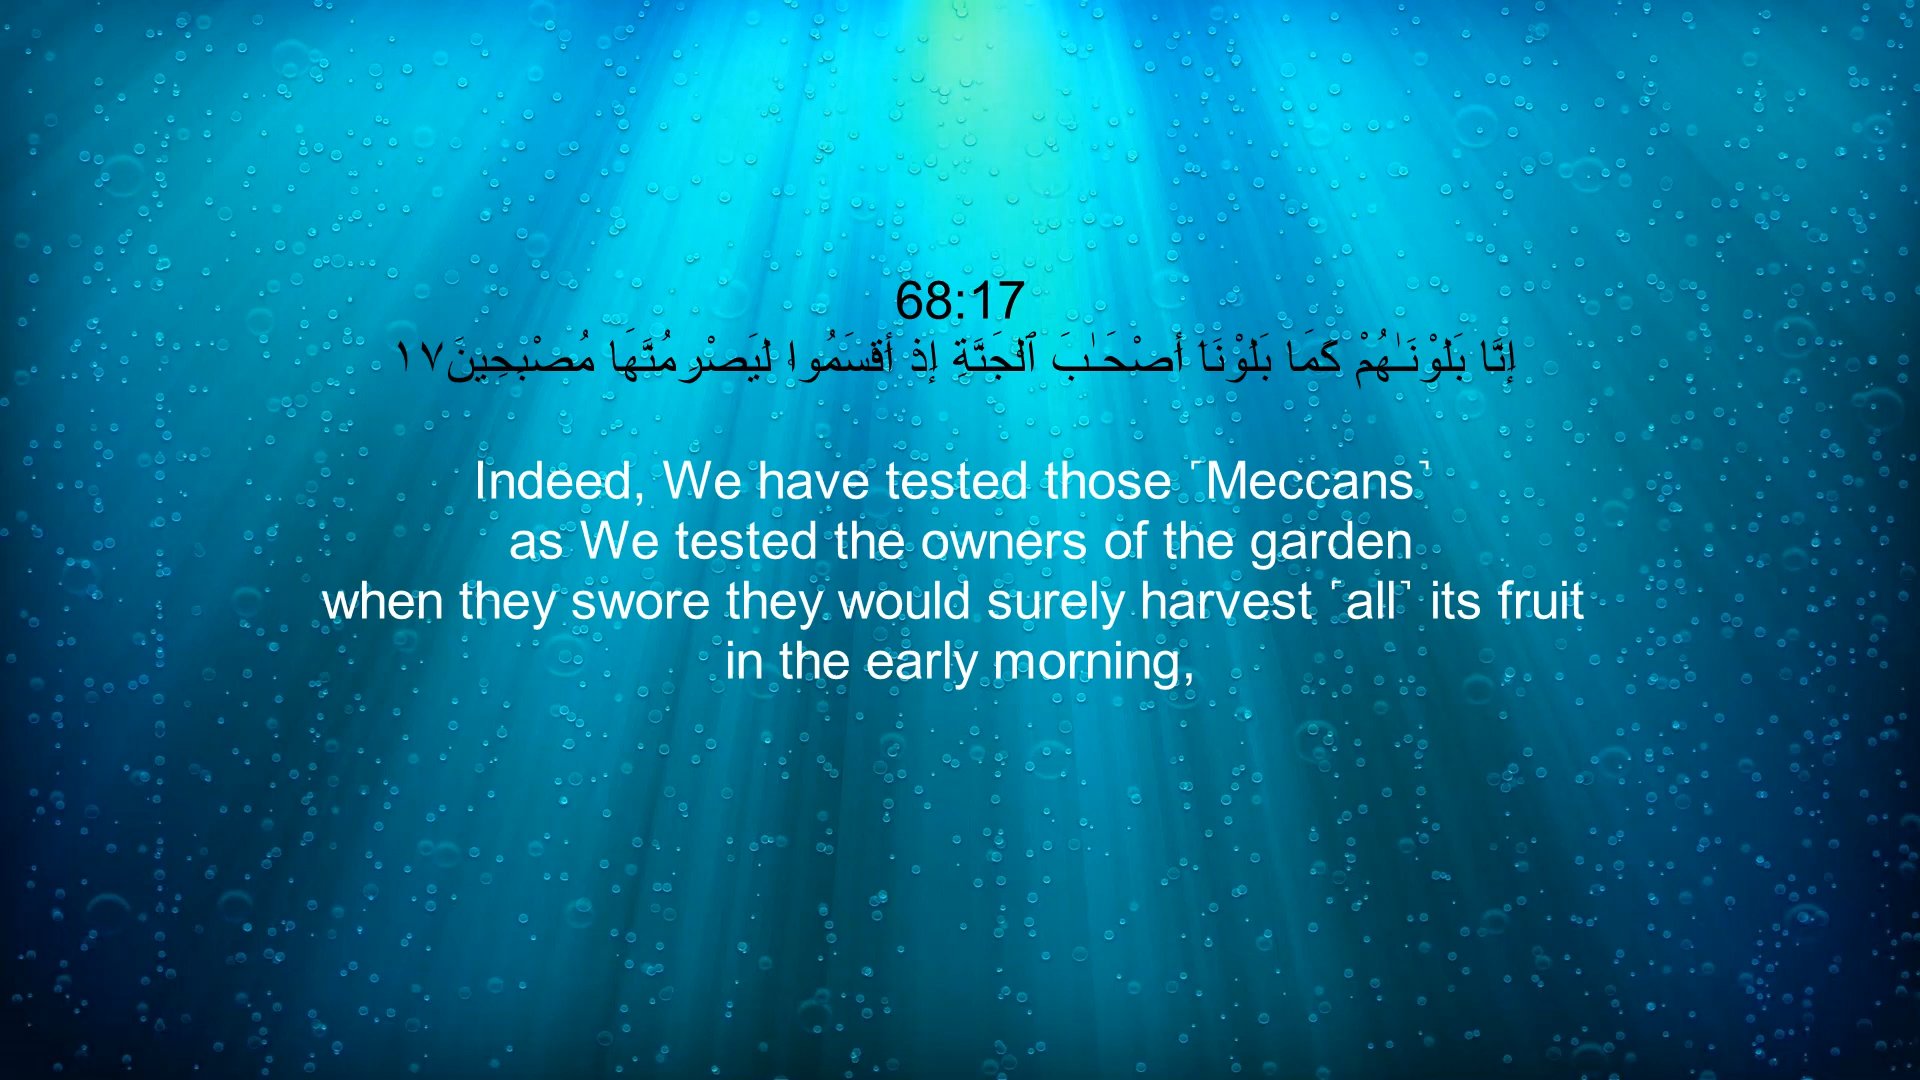 68:17
إِنَّا بَلَوْنَـٰهُمْ كَمَا بَلَوْنَآ أَصْحَـٰبَ ٱلْجَنَّةِ إِذْ أَقْسَمُوا۟ لَيَصْرِمُنَّهَا مُصْبِحِينَ١٧
Indeed, We have tested those ˹Meccans˺
as We tested the owners of the garden
when they swore they would surely harvest ˹all˺ its fruit
in the early morning,